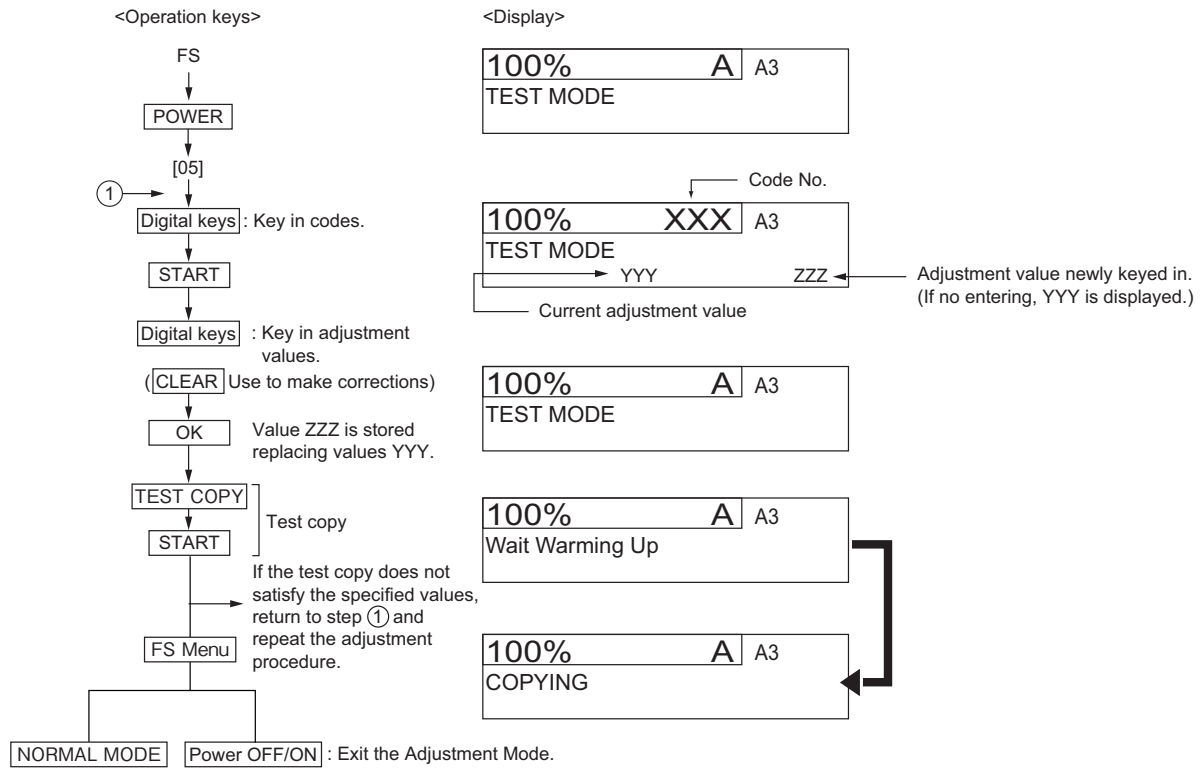 <Operation keys>
<Display>
FS
100% A A3
TEST MODE
POWER
[05]
1
Code No.
Digital keys : Key in codes.
100% XXX A3
TEST MODE
START
YYY ZZZ
Adjustment value newly keyed in.
(If no entering, YYY is displayed.)
Current adjustment value
Digital keys : Key in adjustment
values.
(CLEAR Use to make corrections)
100% A A3
TEST MODE
OK
Value ZZZ is stored
replacing values YYY.
TEST COPY
START
Test copy
100% A A3
Wait Warming Up
If the test copy does not
satisfy the specified values,
return to step 1 and
repeat the adjustment
procedure.
FS Menu
100% A A3
COPYING
NORMAL MODE
Power OFF/ON : Exit the Adjustment Mode.